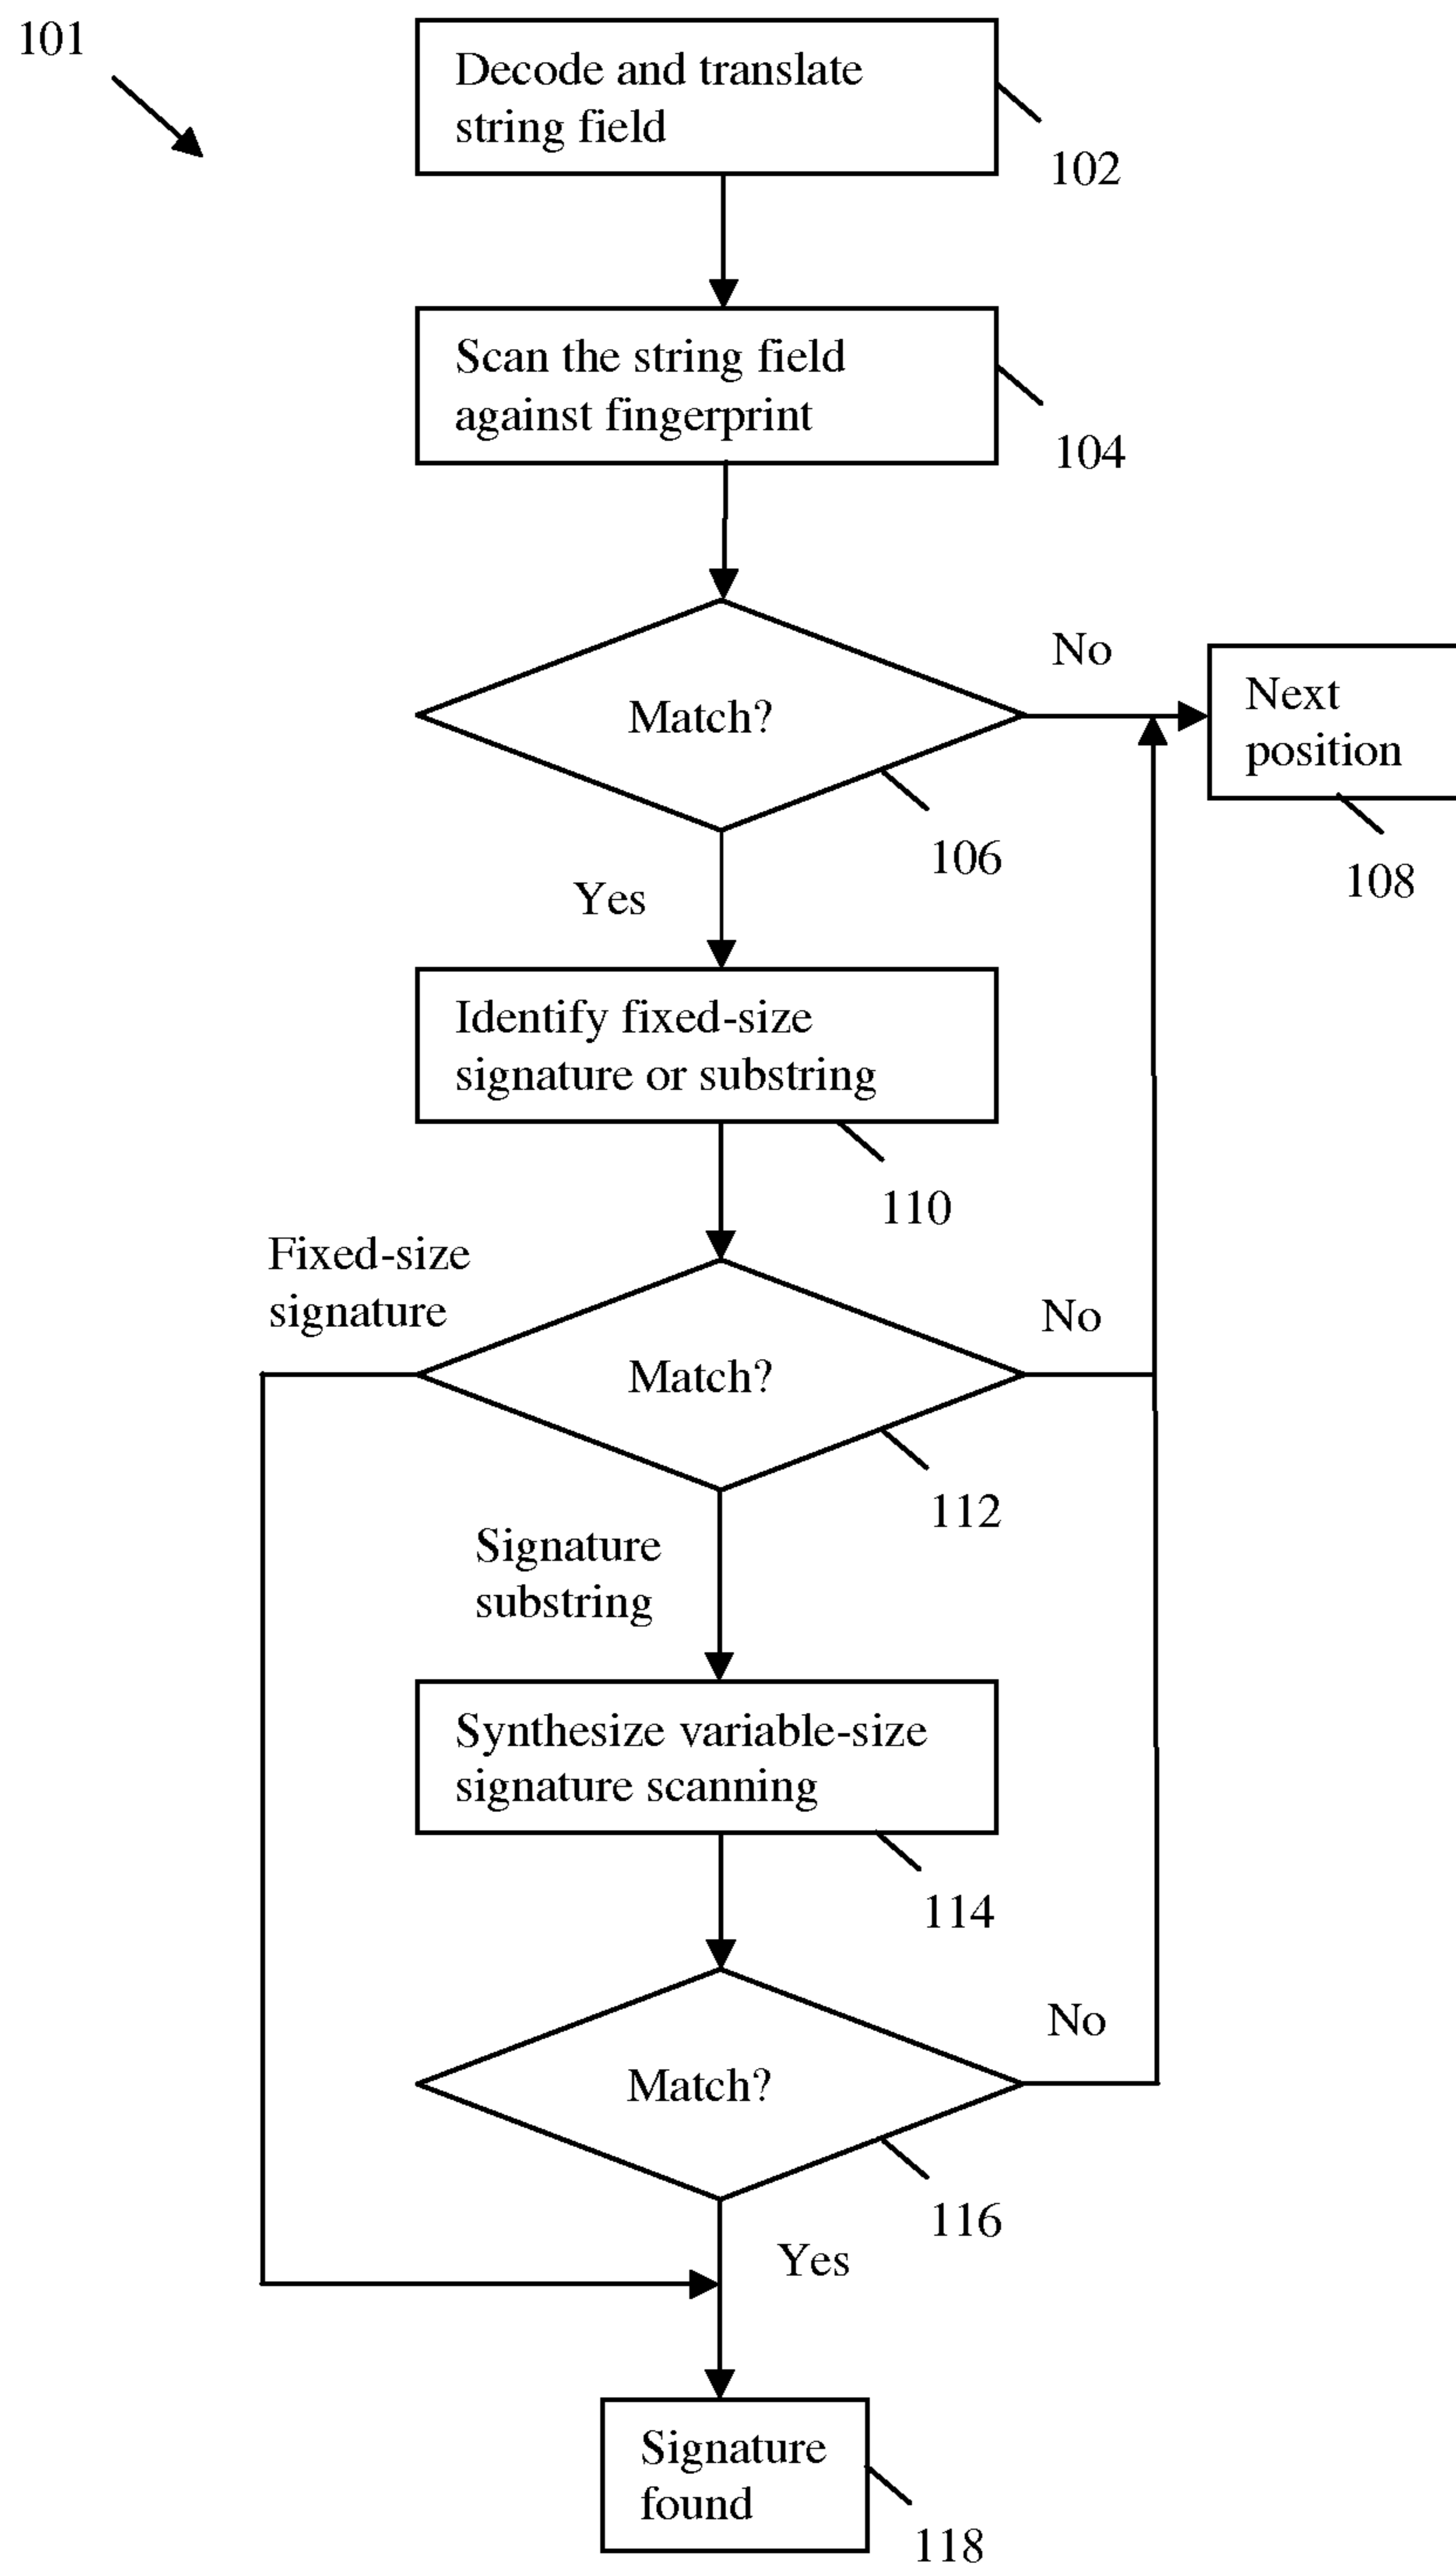 101
Decode and translate
string field
102
Scan the string field
against fingerprint
104
Match?
No
106
Next
position
108
Yes
Identify fixed-size
signature or substring
110
Fixed-size
signature
Match?
No
112
Signature
substring
Synthesize variable-size
signature scanning
114
Match?
No
116
Yes
Signature
found
118